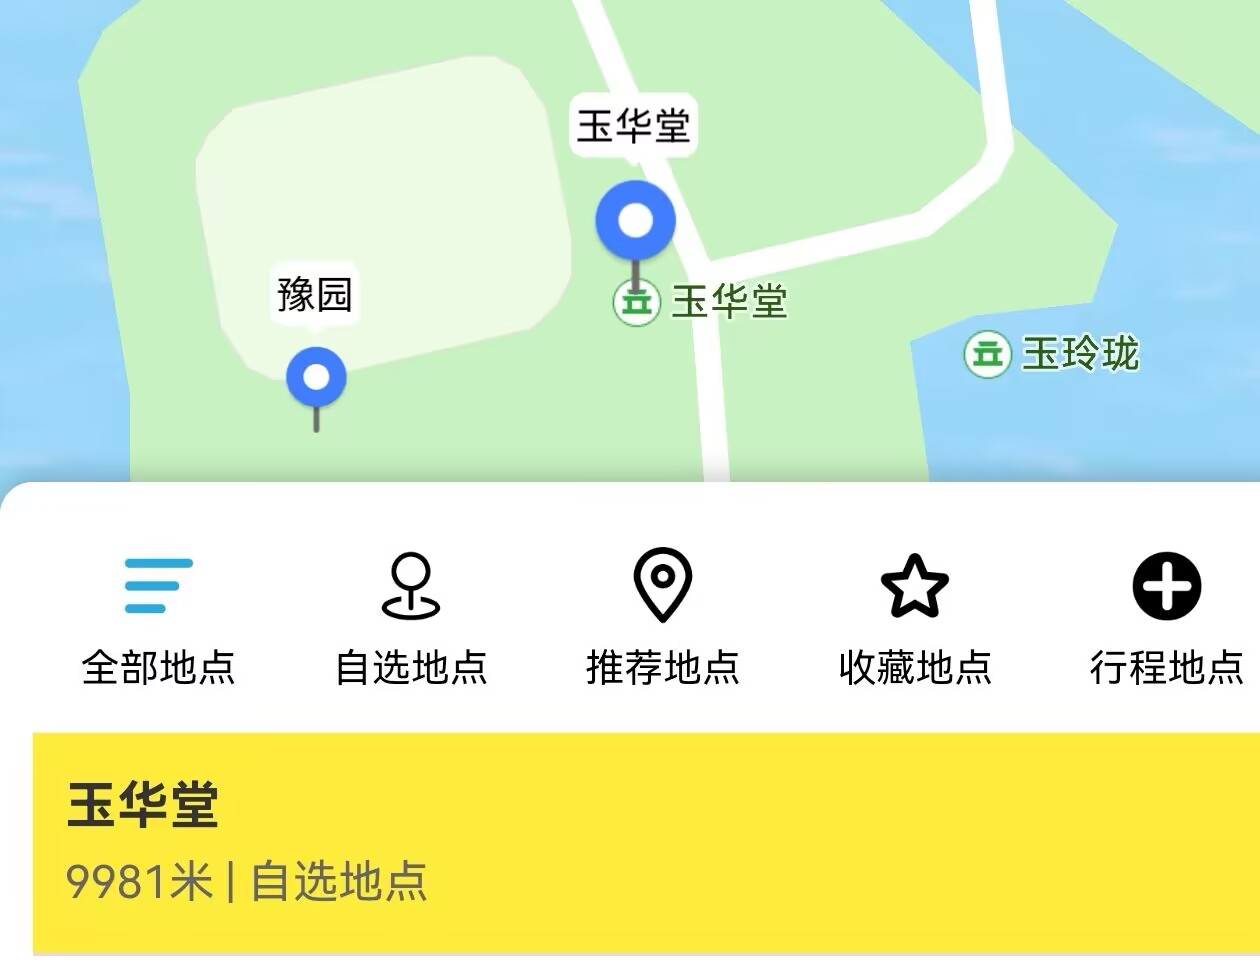 玉华堂
豫园
玉华堂
玉玲珑
全部地点
自选地点
推荐地点
收藏地点
行程地点
玉华堂
9981米 | 自选地点